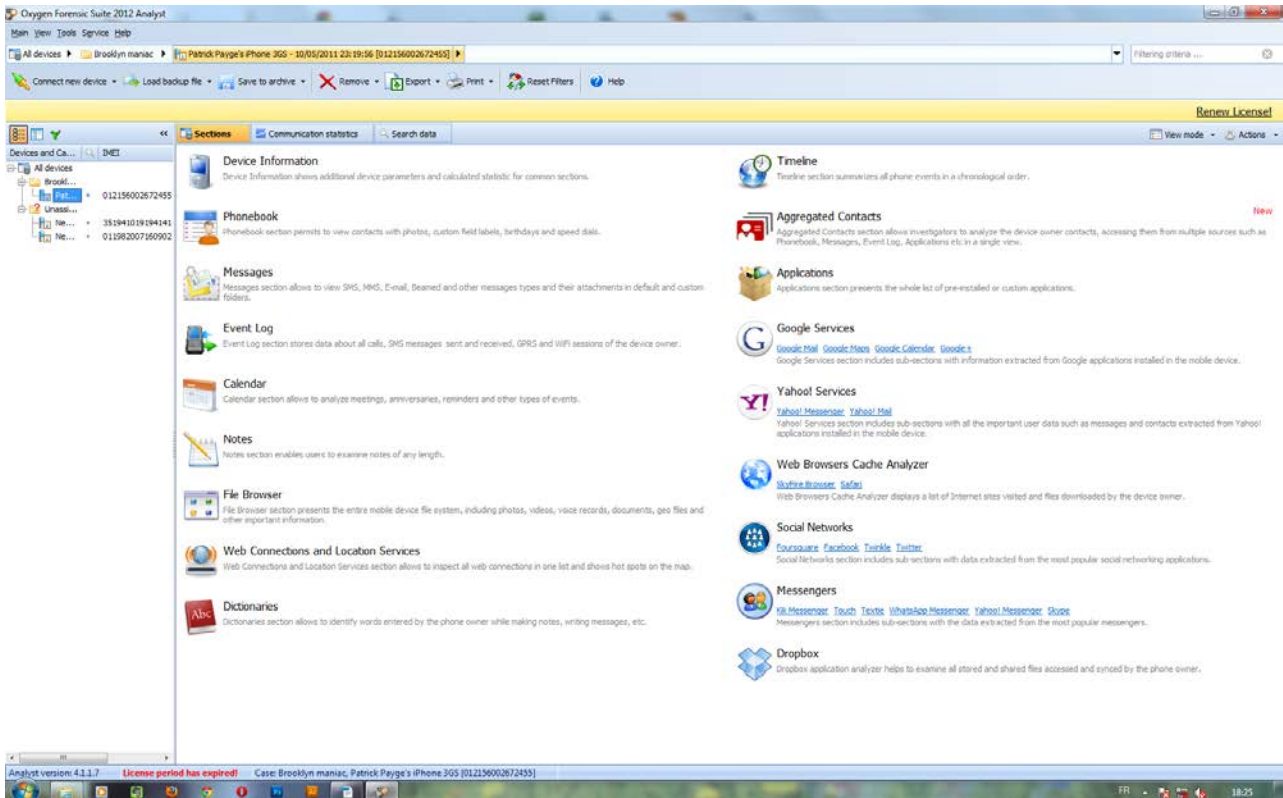 Oxygen Forensic Suite 2012 Analyst
Main View Tools Service Help
All devices Brooklyn maniac Patrick Payge's iPhone 3GS - 10/05/2011 23:19:56 [012156002672455] Filtering criteria ...
Connect new device Load backup file Save to archive Remove Export Print Reset Filters Help
Renew License!
Sections Communication statistics Search data View mode Actions
Devices and Ca... IMEI
All devices
Brookl...
Pat... 012156002672455
Unassi...
Ne... 351941019194141
Ne... 011982007160902
Device Information
Device Information shows additional device parameters and calculated statistic for common sections.
Phonebook
Phonebook section permits to view contacts with photos, custom field labels, birthdays and speed dials.
Messages
Messages section allows to view SMS, MMS, E-mail, Beamed and other messages types and their attachments in default and custom
folders.
Event Log
Event Log section stores data about all calls, SMS messages sent and received, GPRS and WiFi sessions of the device owner.
Calendar
Calendar section allows to analyze meetings, anniversaries, reminders and other types of events.
Notes
Notes section enables users to examine notes of any length.
File Browser
File Browser section presents the entire mobile device file system, including photos, videos, voice records, documents, geo files and
other important information.
Web Connections and Location Services
Web Connections and Location Services section allows to inspect all web connections in one list and shows hot spots on the map.
Abc
Dictionaries
Dictionaries section allows to identify words entered by the phone owner while making notes, writing messages, etc.
Timeline
Timeline section summarizes all phone events in a chronological order.
New
Aggregated Contacts
Aggregated Contacts section allows investigators to analyze the device owner contacts, accessing them from multiple sources such as
Phonebook, Messages, Event Log, Applications etc in a single view.
Applications
Applications section presents the whole list of pre-installed or custom applications.
G
Google Services
Google Mail Google Maps Google Calendar Google+
Google Services section includes sub-sections with information extracted from Google applications installed in the mobile device.
Y!
Yahoo! Services
Yahoo! Messenger Yahoo! Mail
Yahoo! Services section includes sub-sections with all the important user data such as messages and contacts extracted from Yahoo!
applications installed in the mobile device.
Web Browsers Cache Analyzer
Skyfire Browser Safari
Web Browsers Cache Analyzer displays a list of Internet sites visited and files downloaded by the device owner.
Social Networks
Foursquare Facebook Twinkle Twitter
Social Networks section includes sub-sections with data extracted from the most popular social networking applications.
Messengers
Kik Messenger Touch Textie WhatsApp Messenger Yahoo! Messenger Skype
Messengers section includes sub-sections with the data extracted from the most popular messengers.
Dropbox
Dropbox application analyzer helps to examine all stored and shared files accessed and synced by the phone owner.
Analyst version: 4.1.1.7 License period has expired! Case: Brooklyn maniac, Patrick Payge's iPhone 3GS [012156002672455]
FR 18:25